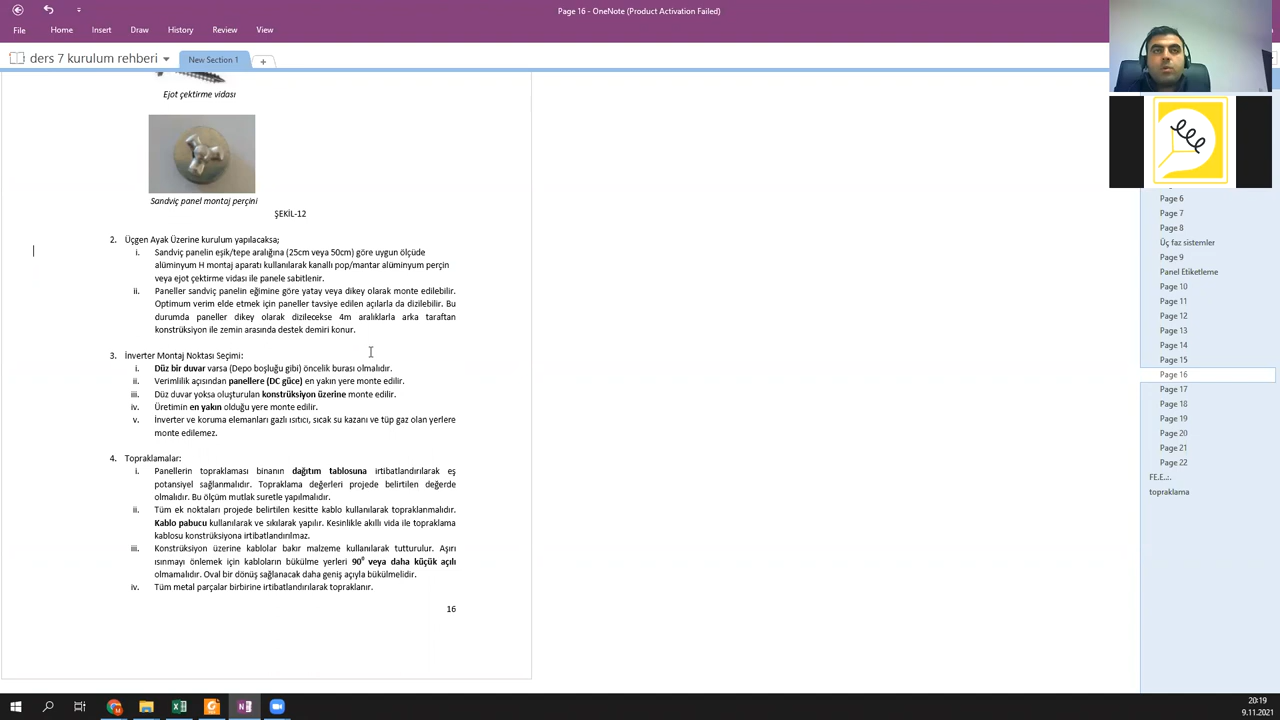 Page 16 - OneNote (Product Activation Failed)
File Home Insert Draw History Review View
ders 7 kurulum rehberi
New Section 1
Ejot çektirme vidası
Sandviç panel montaj perçini
ŞEKİL-12
2. Üçgen Ayak Üzerine kurulum yapılacaksa;
i. Sandviç panelin eşik/tepe aralığına (25cm veya 50cm) göre uygun ölçüde
alüminyum H montaj aparatı kullanılarak kanallı pop/mantar alüminyum perçin
veya ejot çektirme vidası ile panele sabitlenir.
ii. Paneller sandviç panelin eğimine göre yatay veya dikey olarak monte edilebilir.
Optimum verim elde etmek için paneller tavsiye edilen açılarla da dizilebilir. Bu
durumda paneller dikey olarak dizilecekse 4m aralıklarla arka taraftan
konstrüksiyon ile zemin arasında destek demiri konur.
3. İnverter Montaj Noktası Seçimi:
i. Düz bir duvar varsa (Depo boşluğu gibi) öncelik burası olmalıdır.
ii. Verimlilik açısından panellere (DC güce) en yakın yere monte edilir.
iii. Düz duvar yoksa oluşturulan konstrüksiyon üzerine monte edilir.
iv. Üretimin en yakın olduğu yere monte edilir.
v. İnverter ve koruma elemanları gazlı ısıtıcı, sıcak su kazanı ve tüp gaz olan yerlere
monte edilemez.
4. Topraklamalar:
i. Panellerin topraklaması binanın dağıtım tablosuna irtibatlandırılarak eş
potansiyel sağlanmalıdır. Topraklama değerleri projede belirtilen değerde
olmalıdır. Bu ölçüm mutlak suretle yapılmalıdır.
ii. Tüm ek noktaları projede belirtilen kesitte kablo kullanılarak topraklanmalıdır.
Kablo pabucu kullanılarak ve sıkılarak yapılır. Kesinlikle akıllı vida ile topraklama
kablosu konstrüksiyona irtibatlandırılmaz.
iii. Konstrüksiyon üzerine kablolar bakır malzeme kullanılarak tutturulur. Aşırı
ısınmayı önlemek için kabloların bükülme yerleri 90⁰ veya daha küçük açılı
olmamalıdır. Oval bir dönüş sağlanacak daha geniş açıyla bükülmelidir.
iv. Tüm metal parçalar birbirine irtibatlandırılarak topraklanır.
16
Page 6
Page 7
Page 8
Üç faz sistemler
Page 9
Panel Etiketleme
Page 10
Page 11
Page 12
Page 13
Page 14
Page 15
Page 16
Page 17
Page 18
Page 19
Page 20
Page 21
Page 22
FE.E..:.
topraklama
20:19
9.11.2021